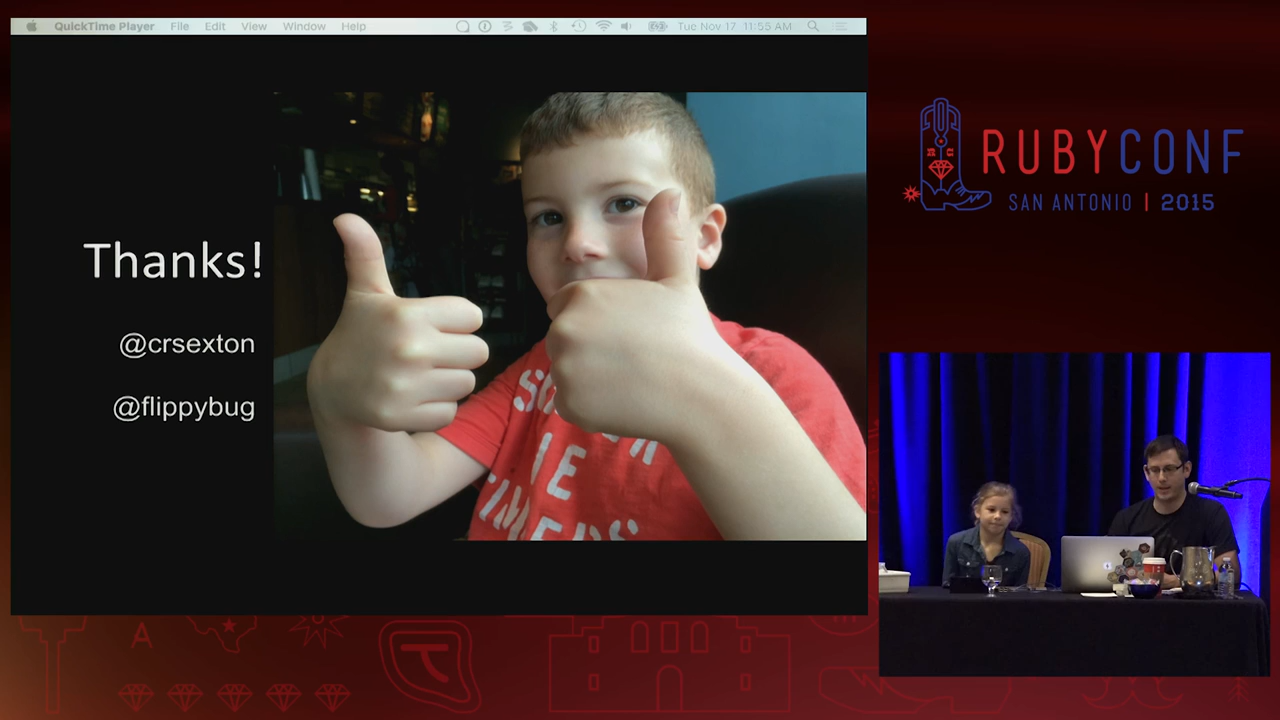 QuickTime Player File Edit View Window Help Tue Nov 17 11:55 AM
Thanks!
@crsexton
@flippybug
RUBYCONF
SAN ANTONIO | 2015